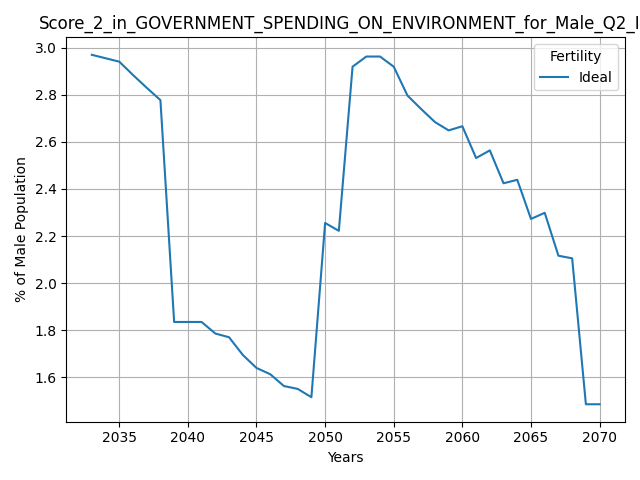 Score_2_in_GOVERNMENT_SPENDING_ON_ENVIRONMENT_for_Male_Q2_
Fertility
Ideal
% of Male Population
3.0
2.8
2.6
2.4
2.2
2.0
1.8
1.6
2035 2040 2045 2050 2055 2060 2065 2070
Years